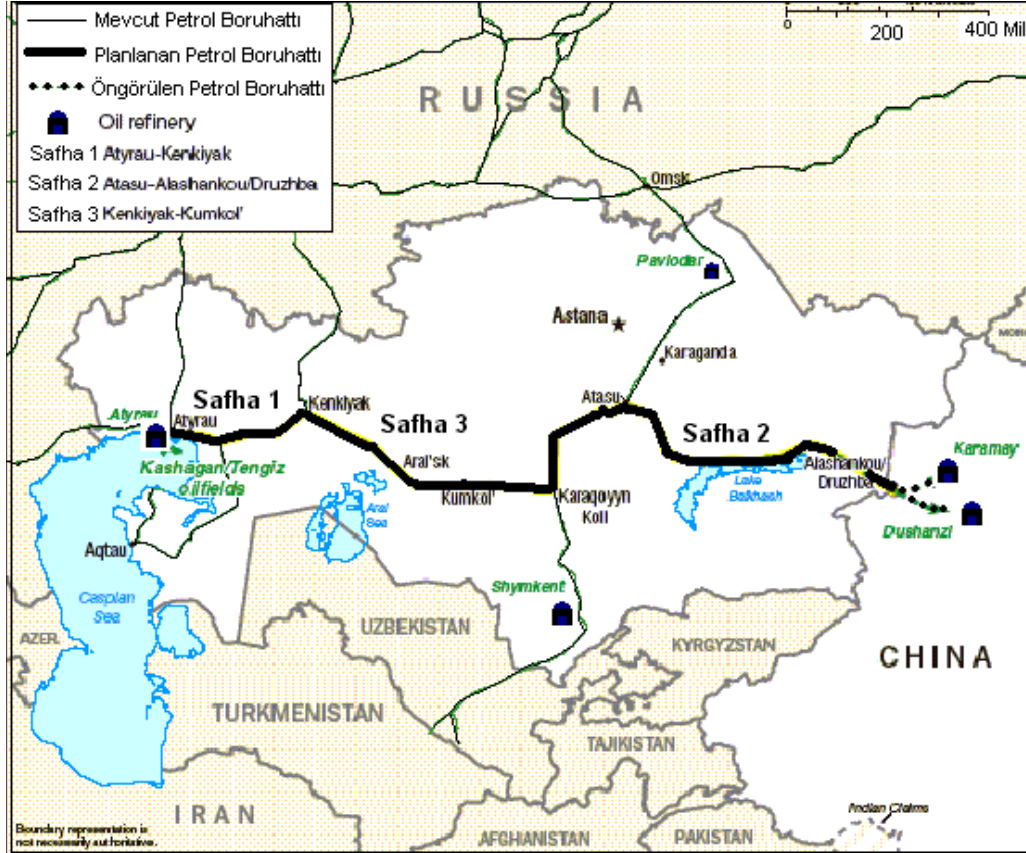 Mevcut Petrol Boruhattı
Planlanan Petrol Boruhattı
Öngörülen Petrol Boruhattı
Oil refinery
Safha 1 Atyrau-Kenkiyak
Safha 2 Atasu-Alashankou/Druzhba
Safha 3 Kenkiyak-Kumkol'
0
200
400 Mil
RUSSIA
Omsk
Pavlodar
Astana
Karaganda
Safha 1
Kenkiyak
Atasu
Atyrau
Atyrau
Safha 3
Safha 2
Karamay
Kashagan/Tengiz
oilfields
Aral'sk
Alashankou/
Druzhba
Lake
Balkhash
Kumkol'
Karaqoyyn
Koll
Aral
Sea
Dushanzi
Aqtau
Shymkent
Caspian
Sea
AZER.
UZBEKISTAN
KYRGYZSTAN
CHINA
TURKMENISTAN
TAJIKISTAN
IRAN
Indian Claims
Boundary representation is
not necessarily authoritative.
AFGHANISTAN
PAKISTAN